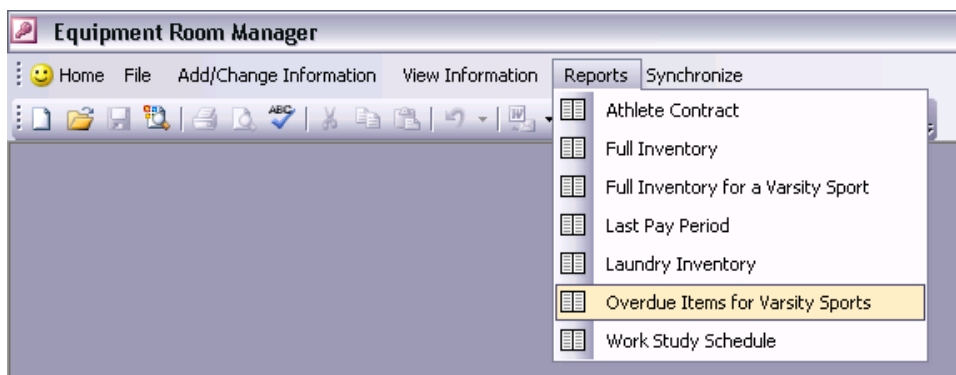 Equipment Room Manager
Home File Add/Change Information View Information Reports Synchronize
ABC W
Athlete Contract
Full Inventory
Full Inventory for a Varsity Sport
Last Pay Period
Laundry Inventory
Overdue Items for Varsity Sports
Work Study Schedule